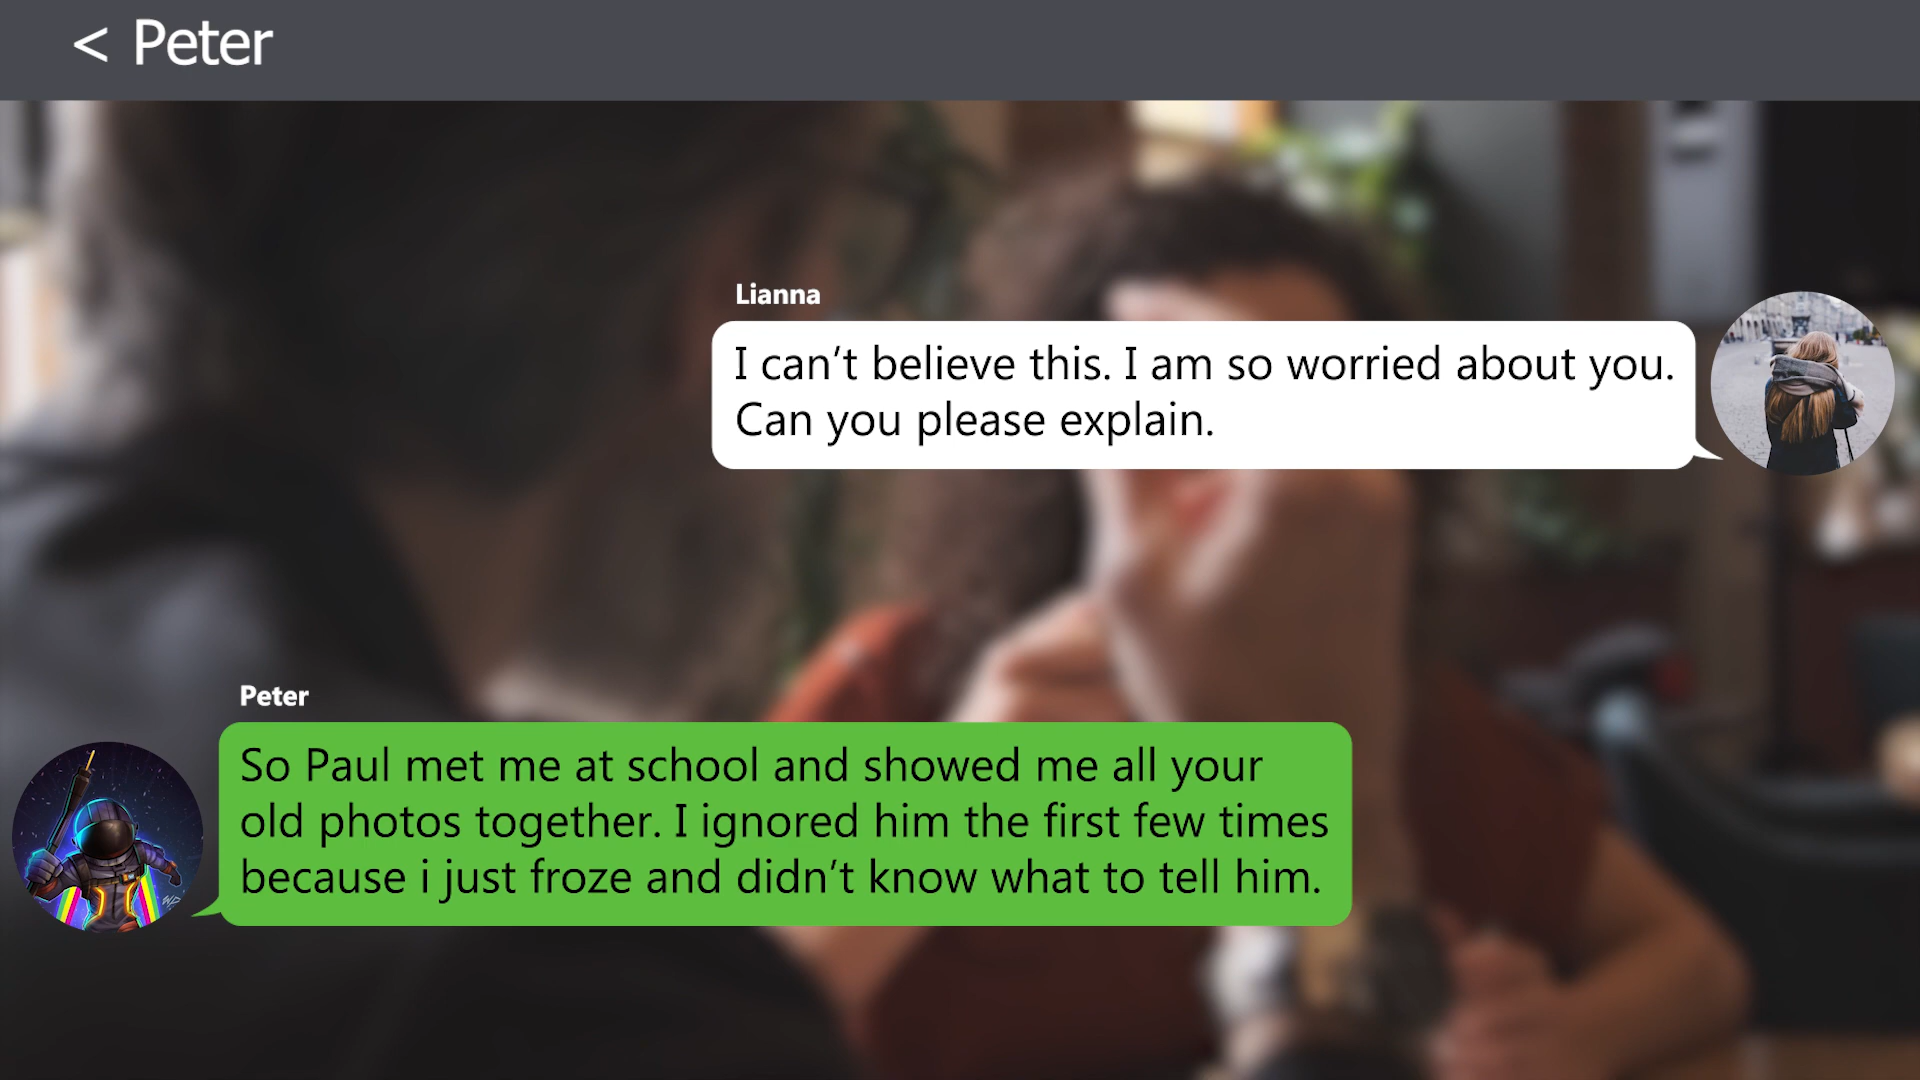 < Peter
Lianna
I can't believe this. I am so worried about you.
Can you please explain.
Peter
So Paul met me at school and showed me all your
old photos together. I ignored him the first few times
because i just froze and didn't know what to tell him.
WP